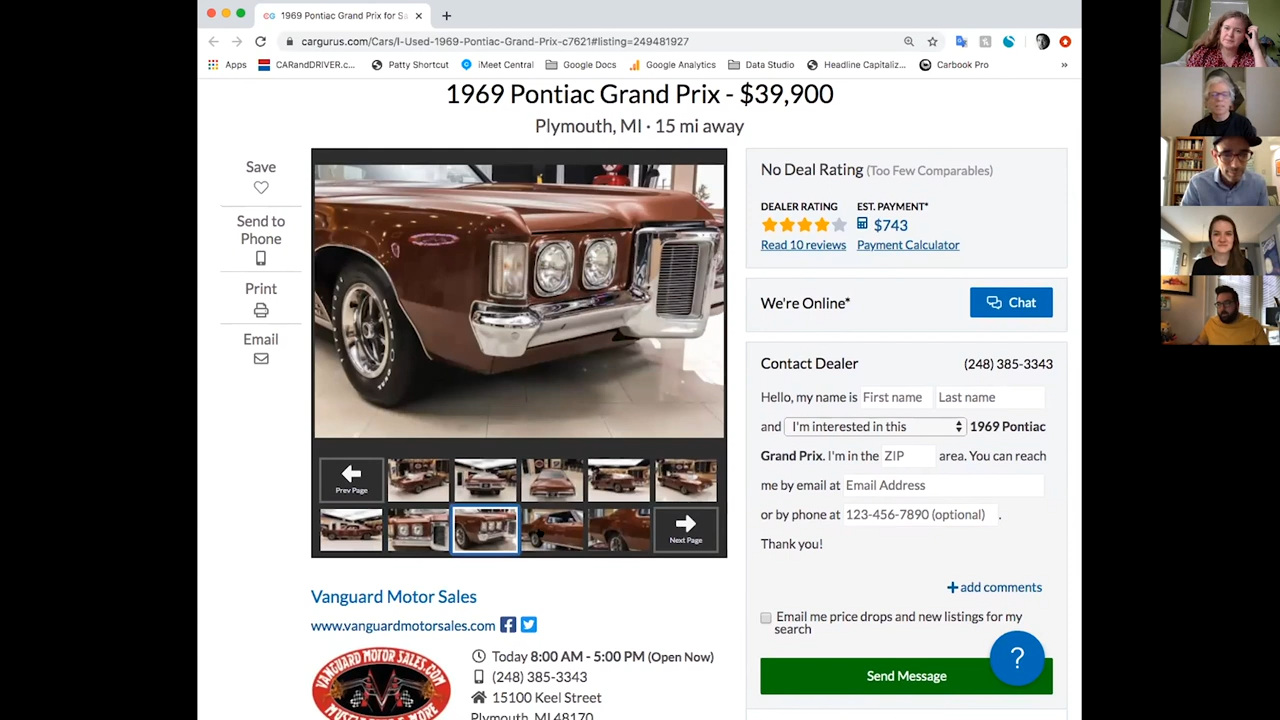 1969 Pontiac Grand Prix for Sa
cargurus.com/Cars/l-Used-1969-Pontiac-Grand-Prix-c7621#listing=249481927
Apps
CARandDRIVER.c...
Patty Shortcut
iMeet Central
Google Docs
Google Analytics
Data Studio
Headline Capitaliz...
Carbook Pro
»
1969 Pontiac Grand Prix - $39,900
Plymouth, MI · 15 mi away
Save
Send to
Phone
Print
Email
Prev Page
Next Page
No Deal Rating (Too Few Comparables)
DEALER RATING
EST. PAYMENT*
$743
Read 10 reviews
Payment Calculator
We're Online*
Chat
Contact Dealer
(248) 385-3343
Hello, my name is First name Last name
and I'm interested in this 1969 Pontiac
Grand Prix. I'm in the ZIP area. You can reach
me by email at Email Address
or by phone at 123-456-7890 (optional) .
Thank you!
+ add comments
Email me price drops and new listings for my
search
Send Message
?
Vanguard Motor Sales
www.vanguardmotorsales.com
VANGUARD MOTOR SALES.COM
Today 8:00 AM - 5:00 PM (Open Now)
(248) 385-3343
15100 Keel Street
Plymouth, MI 48170